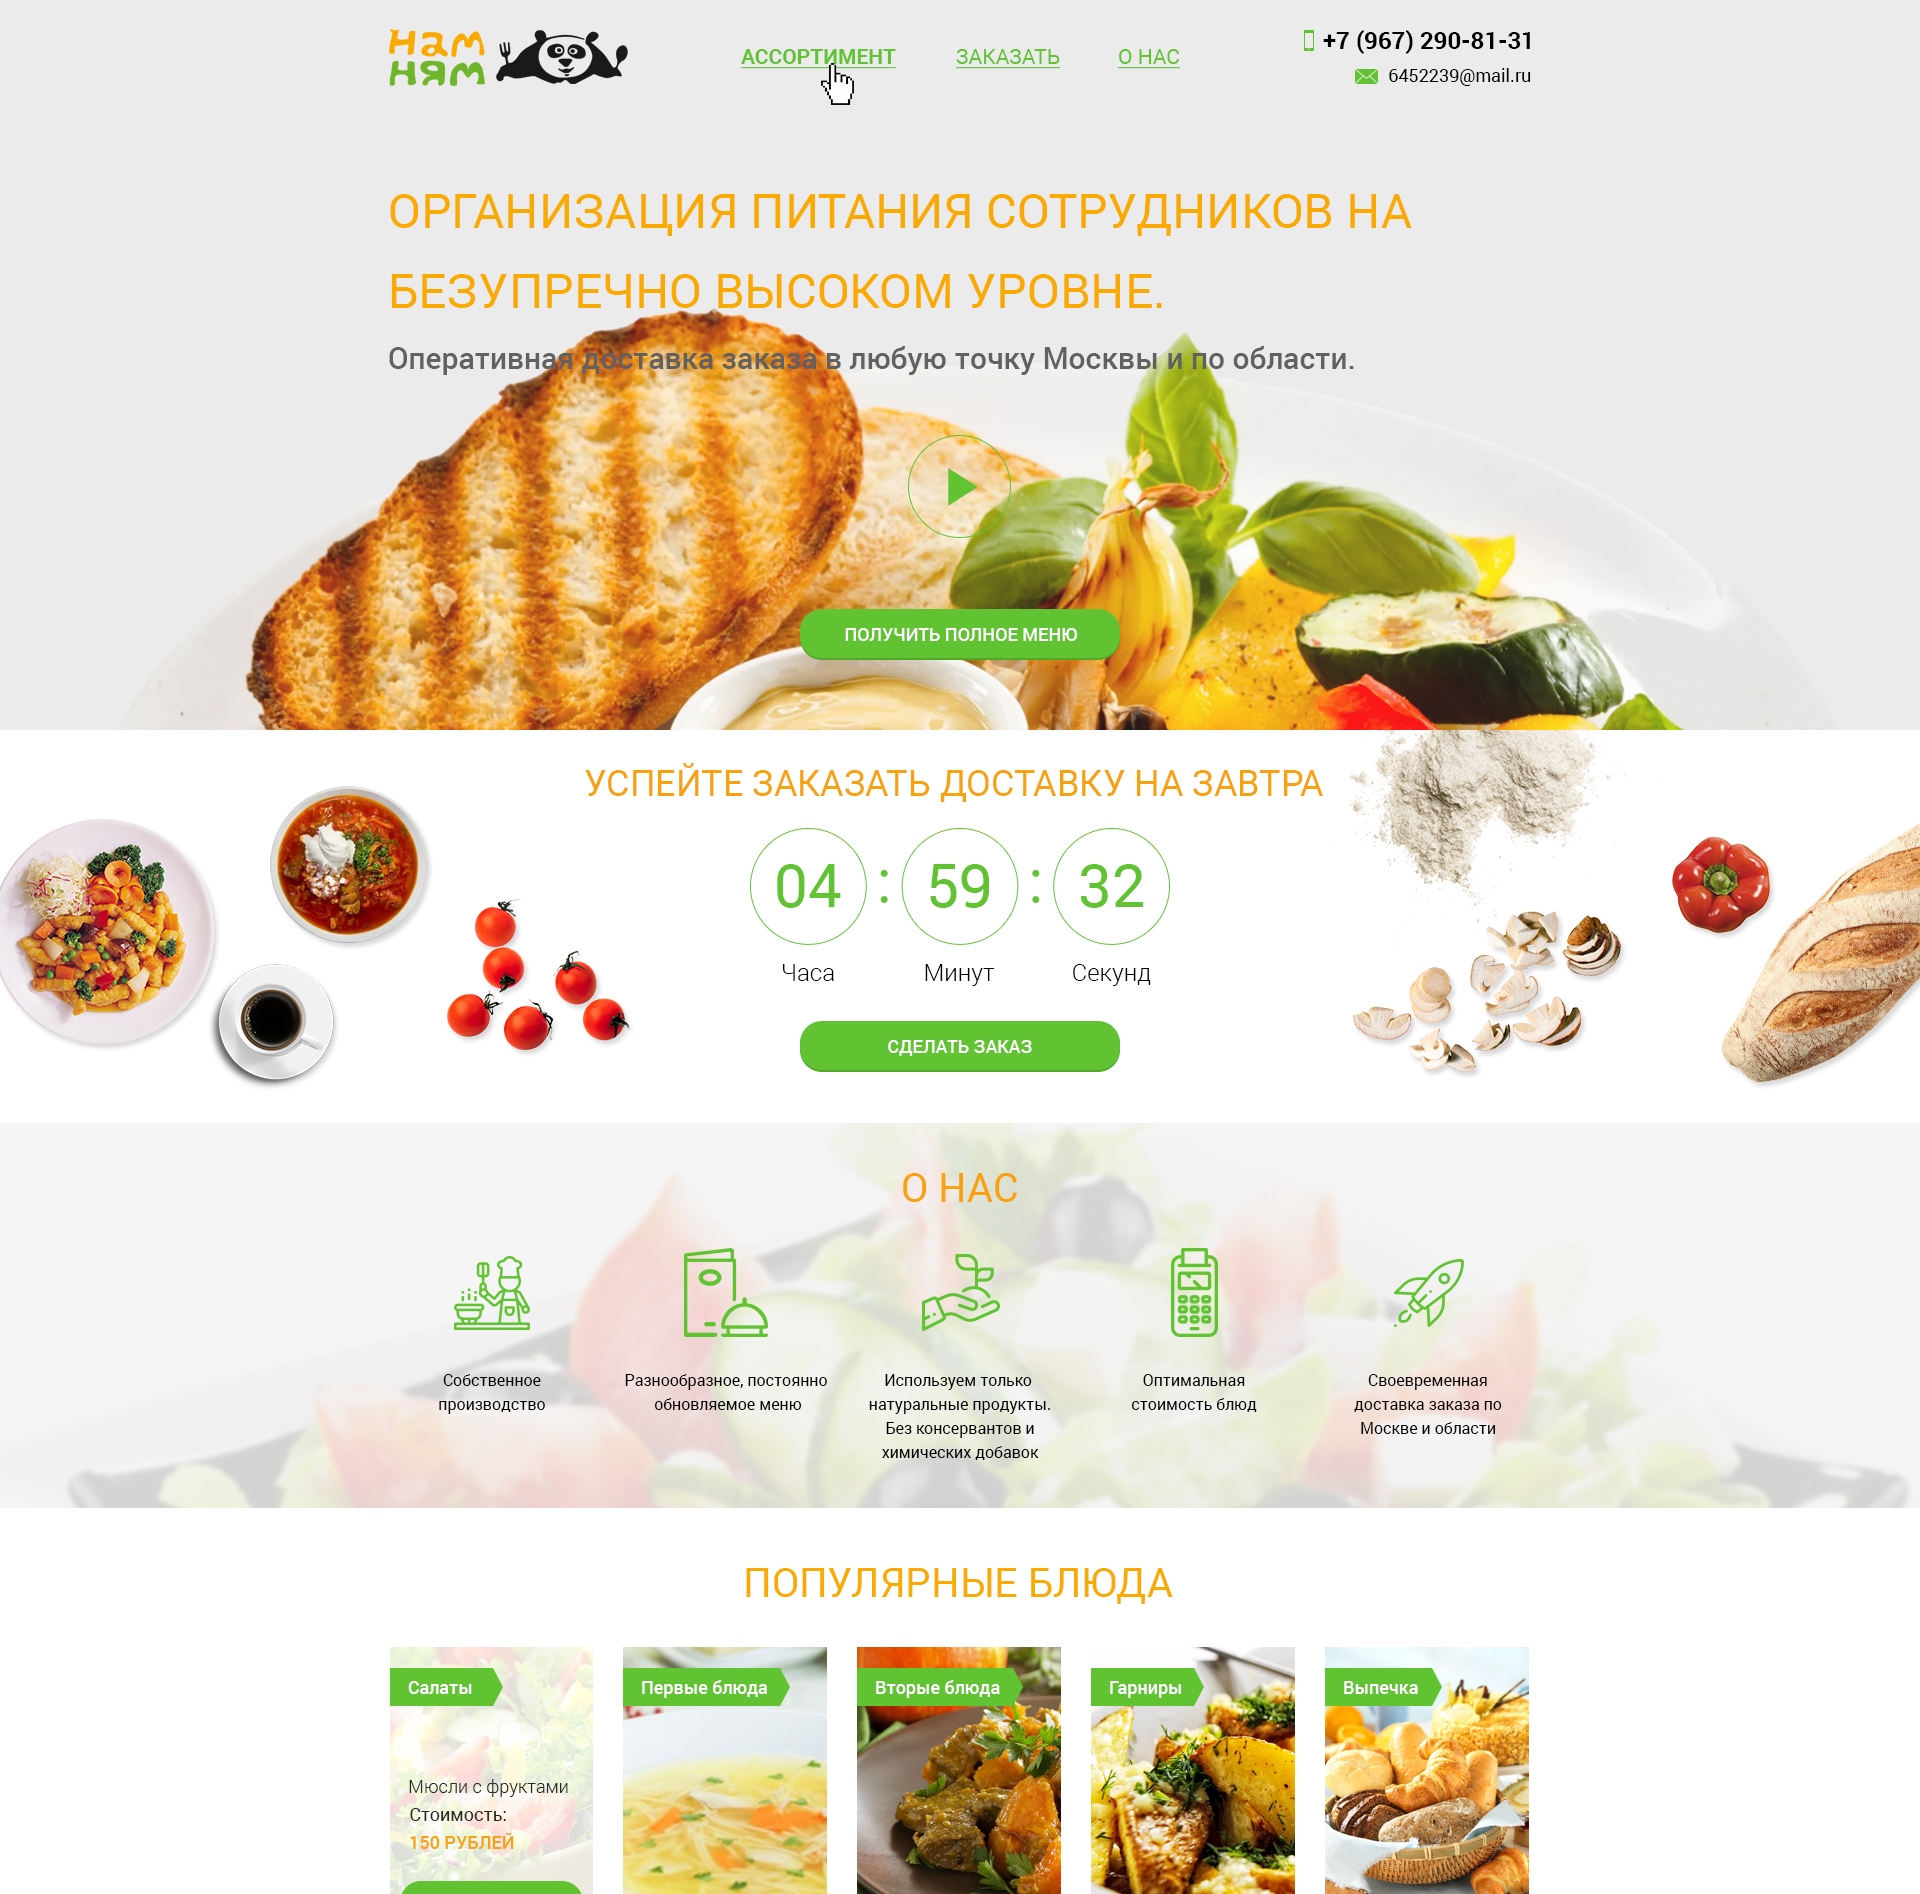 Нам
Ням
АССОРТИМЕНТ
ЗАКАЗАТЬ
О НАС
+7 (967) 290-81-31
6452239@mail.ru
ОРГАНИЗАЦИЯ ПИТАНИЯ СОТРУДНИКОВ НА
БЕЗУПРЕЧНО ВЫСОКОМ УРОВНЕ.
Оперативная доставка заказа в любую точку Москвы и по области.
ПОЛУЧИТЬ ПОЛНОЕ МЕНЮ
УСПЕЙТЕ ЗАКАЗАТЬ ДОСТАВКУ НА ЗАВТРА
04 : 59 : 32
Часа
Минут
Секунд
СДЕЛАТЬ ЗАКАЗ
О НАС
Собственное
производство
Разнообразное, постоянно
обновляемое меню
Используем только
натуральные продукты.
Без консервантов и
химических добавок
Оптимальная
стоимость блюд
Своевременная
доставка заказа по
Москве и области
ПОПУЛЯРНЫЕ БЛЮДА
Салаты
Мюсли с фруктами
Стоимость:
150 РУБЛЕЙ
Первые блюда
Вторые блюда
Гарниры
Выпечка